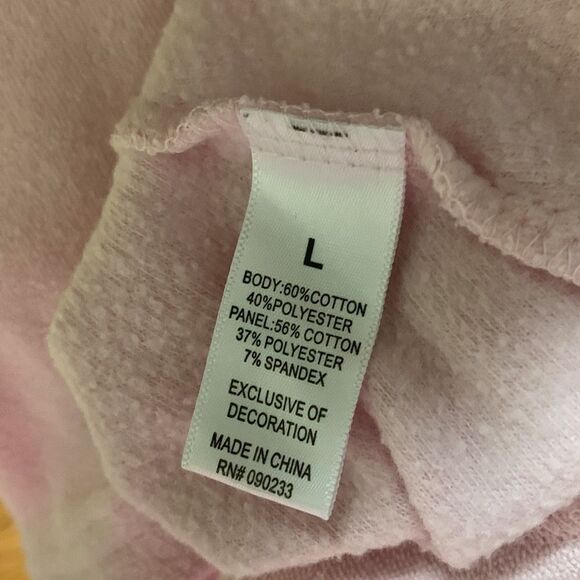 L
BODY:60%COTTON
40%POLYESTER
PANEL:56% COTTON
37% POLYESTER
7% SPANDEX
EXCLUSIVE OF
DECORATION
MADE IN CHINA
RN# 090233